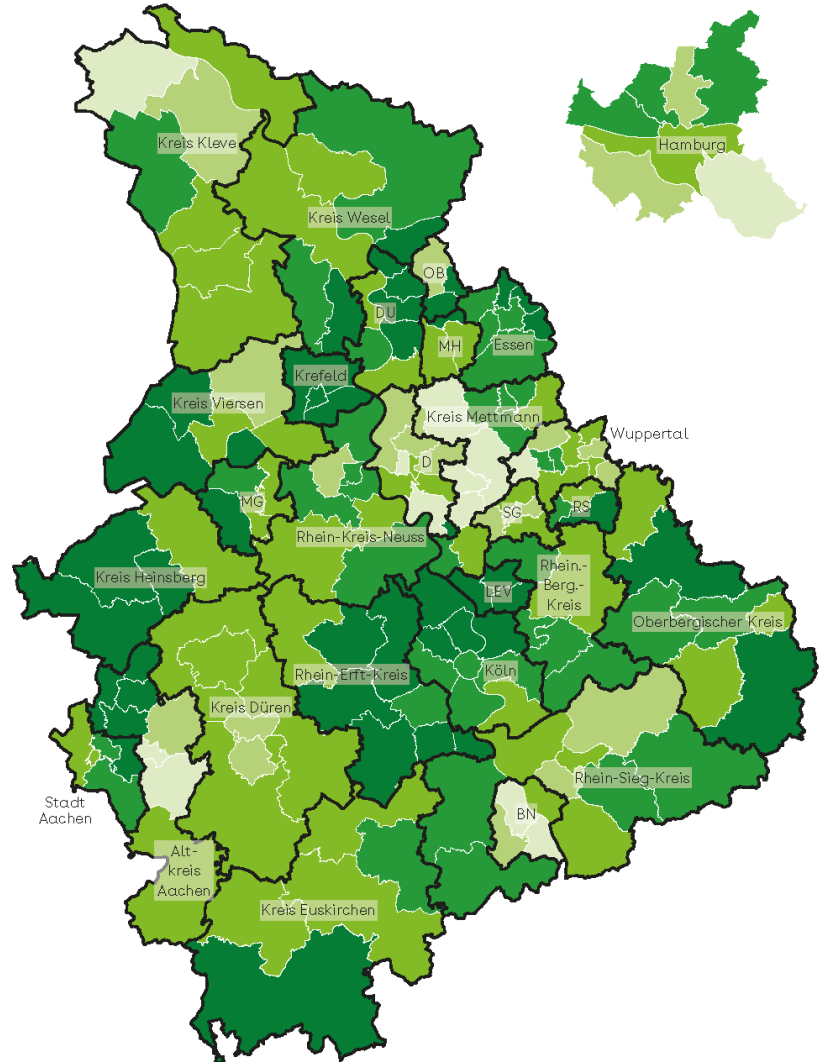 Kreis Kleve
Hamburg
Kreis Wesel
OB
DU
MH
Essen
Krefeld
Kreis Viersen
Kreis Mettmann
Wuppertal
D
MG
SG
RS
Rhein-Kreis-Neuss
Kreis Heinsberg
LEV
Rhein.-
Berg.-
Kreis
Oberbergischer Kreis
Rhein-Erft-Kreis
Köln
Kreis Düren
Rhein-Sieg-Kreis
Stadt
Aachen
BN
Alt-
kreis
Aachen
Kreis Euskirchen